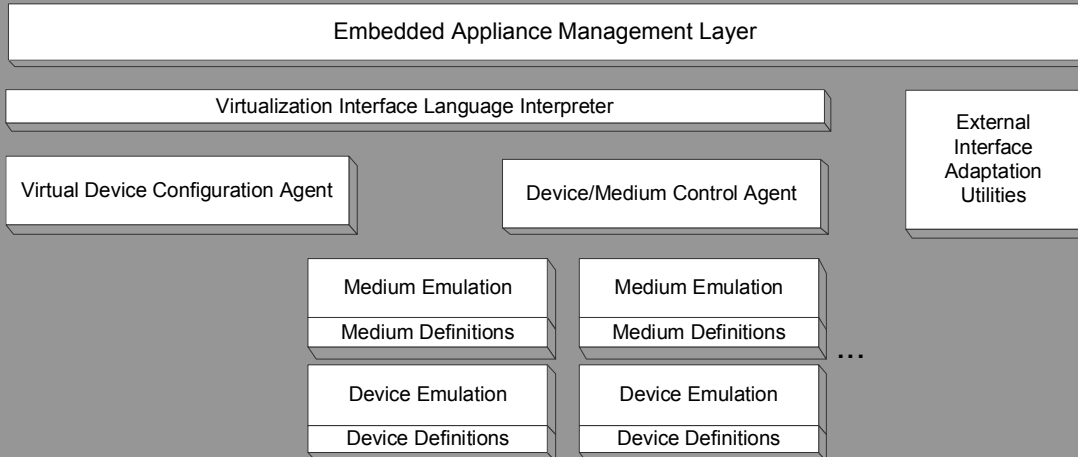 Embedded Appliance Management Layer
Virtualization Interface Language Interpreter
External
Interface
Adaptation
Utilities
Virtual Device Configuration Agent
Device/Medium Control Agent
Medium Emulation
Medium Definitions
Medium Emulation
Medium Definitions
...
Device Emulation
Device Definitions
Device Emulation
Device Definitions